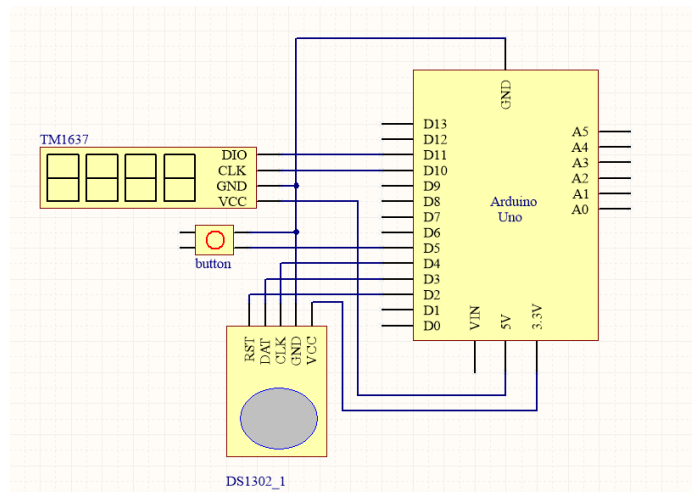 GND
TM1637
DIO
CLK
GND
VCC
button
D13
D12
D11
D10
D9
D8
D7
D6
D5
D4
D3
D2
D1
D0
A5
A4
A3
A2
A1
A0
Arduino
Uno
VIN
5V
3.3V
RST
DAT
CLK
GND
VCC
DS1302_1